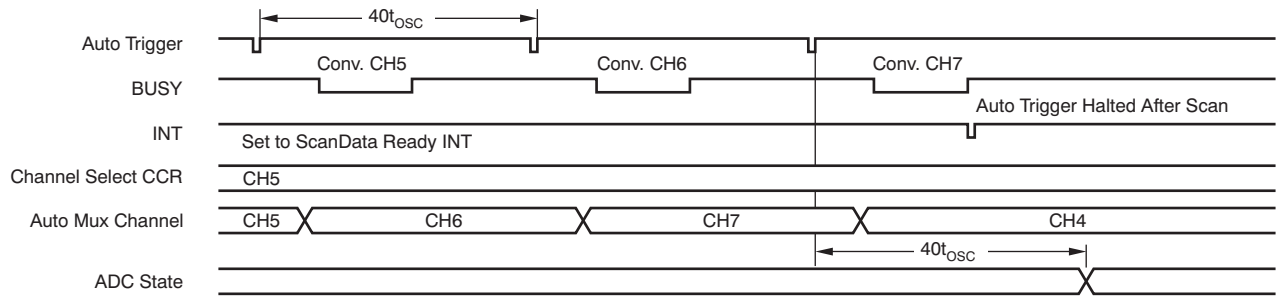 40tOSC
Auto Trigger
Conv. CH5 Conv. CH6 Conv. CH7
BUSY
Auto Trigger Halted After Scan
INT
Set to ScanData Ready INT
Channel Select CCR
CH5
Auto Mux Channel
CH5 CH6 CH7 CH4
40tOSC
ADC State